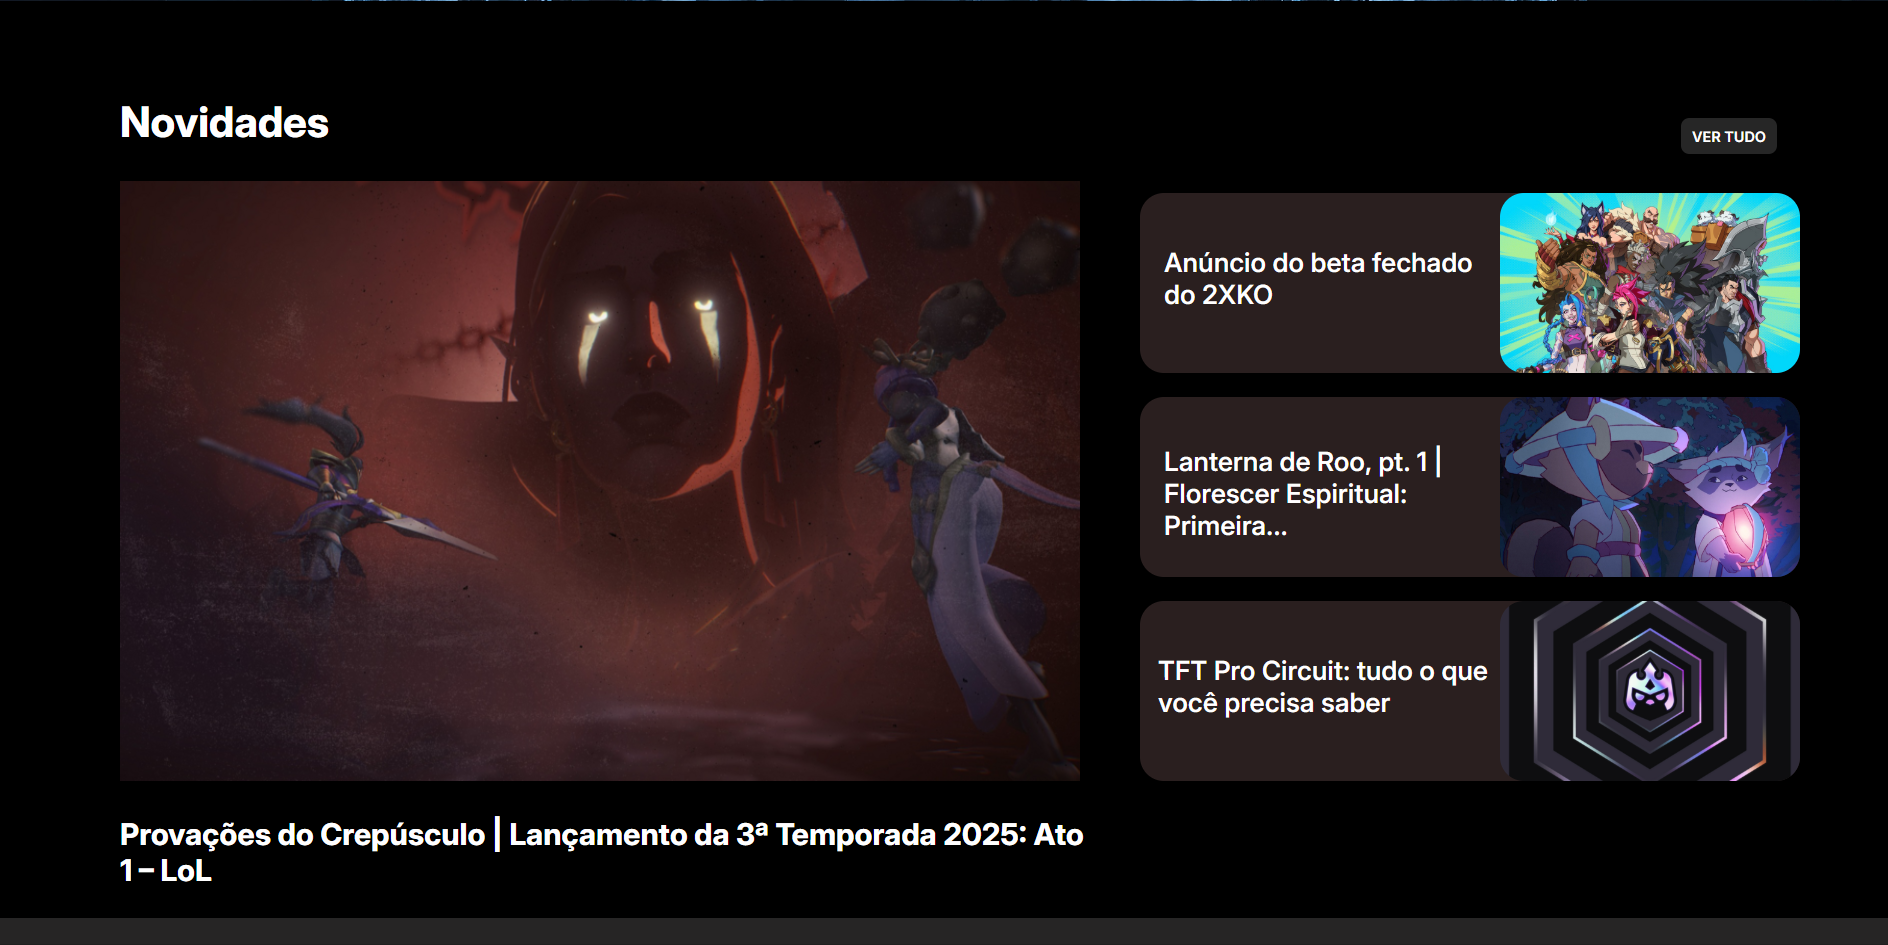 Novidades
VER TUDO
Anúncio do beta fechado
do 2XKO
Lanterna de Roo, pt. 1 |
Florescer Espiritual:
Primeira...
TFT Pro Circuit: tudo o que
você precisa saber
Provações do Crepúsculo | Lançamento da 3ª Temporada 2025: Ato
1 – LoL